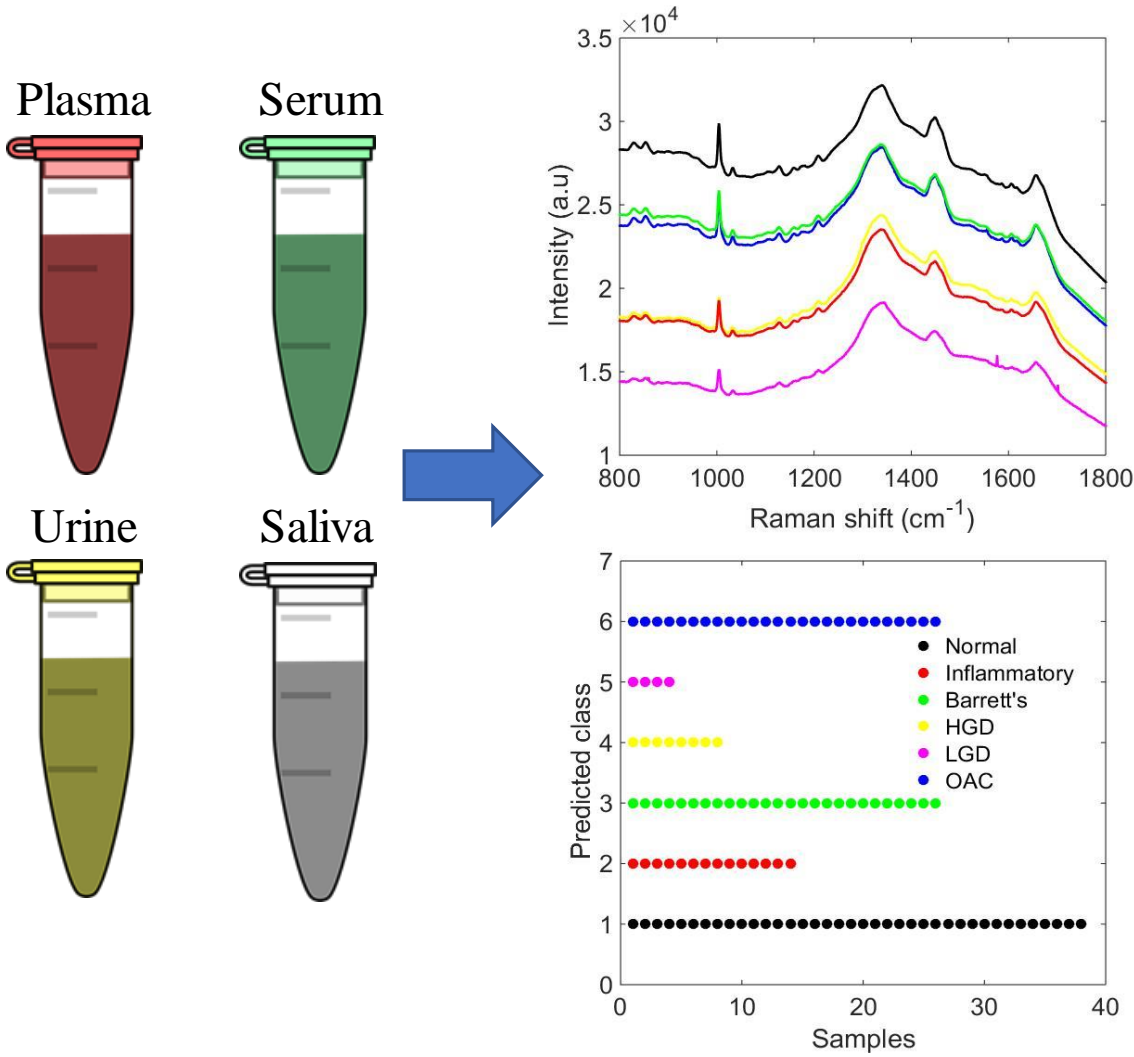 Plasma
Serum
Urine
Saliva
×10⁴
3.5
3
2.5
2
1.5
1
Intensity (a.u)
800
1000
1200
1400
1600
1800
Raman shift (cm⁻¹)
7
6
5
4
3
2
1
0
Predicted class
Normal
Inflammatory
Barrett's
HGD
LGD
OAC
0
10
20
30
40
Samples